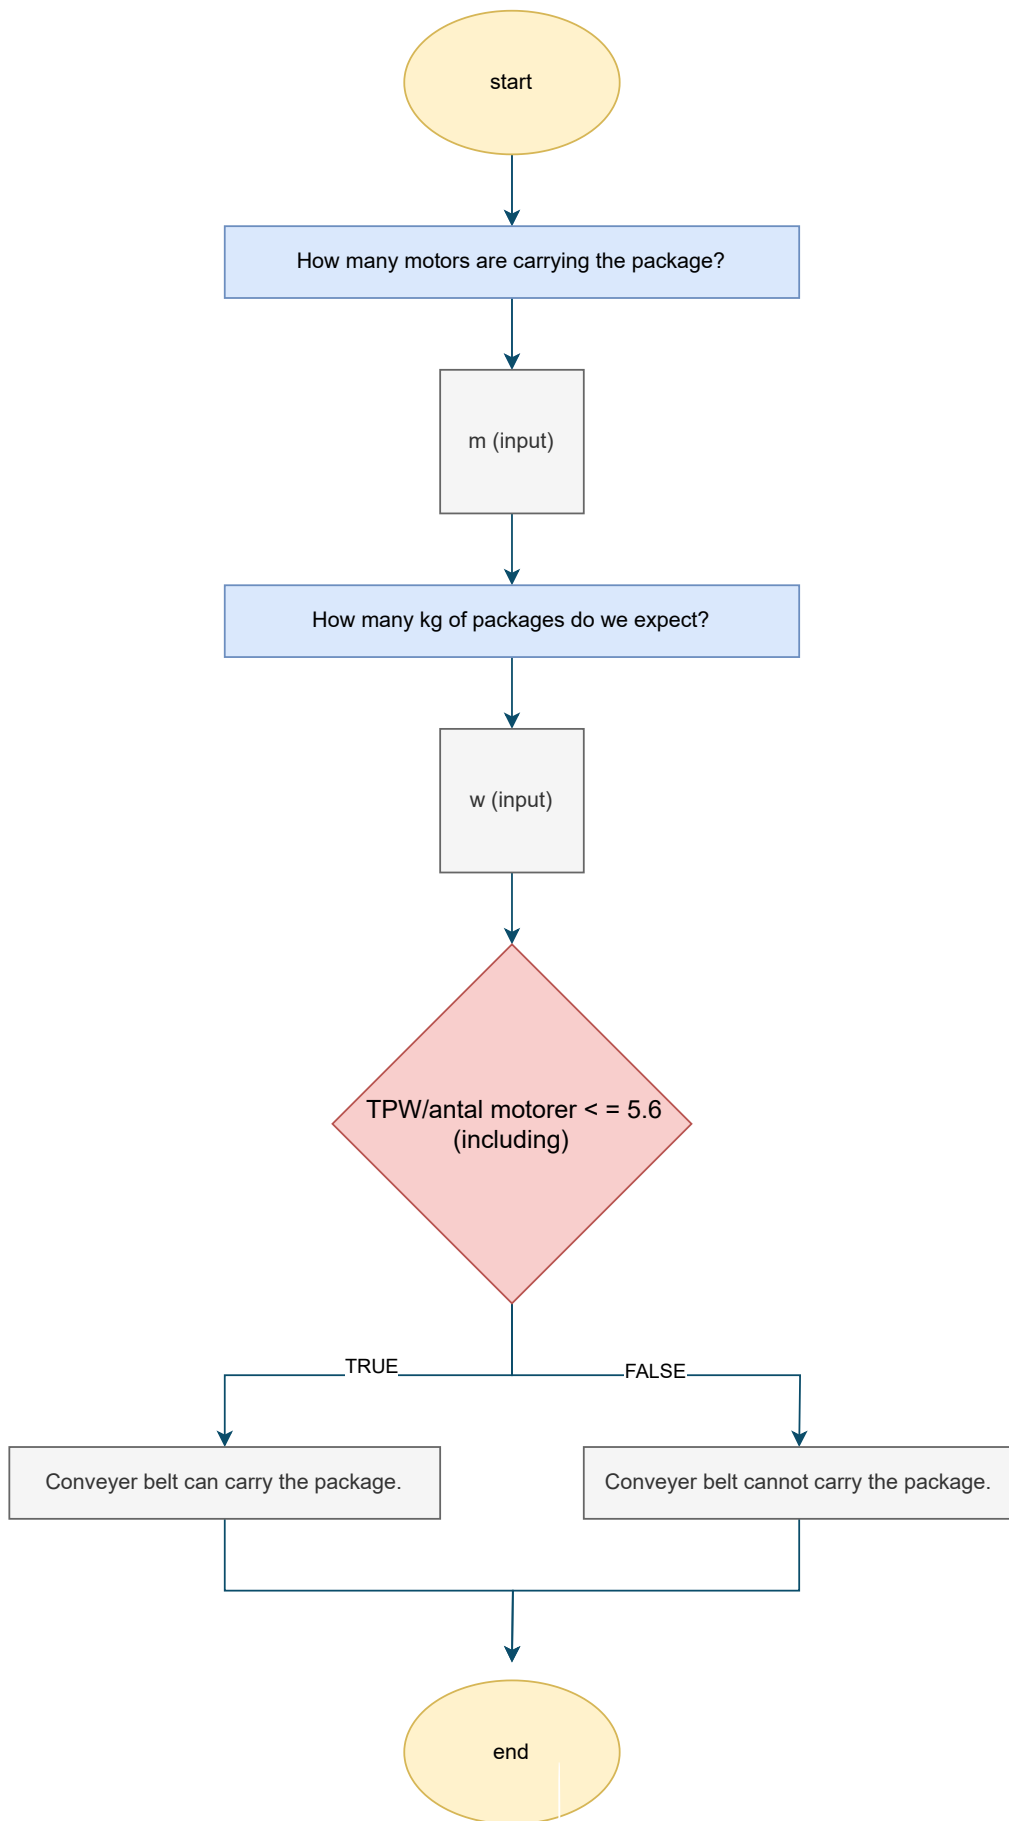 start
How many motors are carrying the package?
m (input)
How many kg of packages do we expect?
w (input)
TPW/antal motorer < = 5.6
(including)
TRUE
FALSE
Conveyer belt can carry the package.
Conveyer belt cannot carry the package.
end